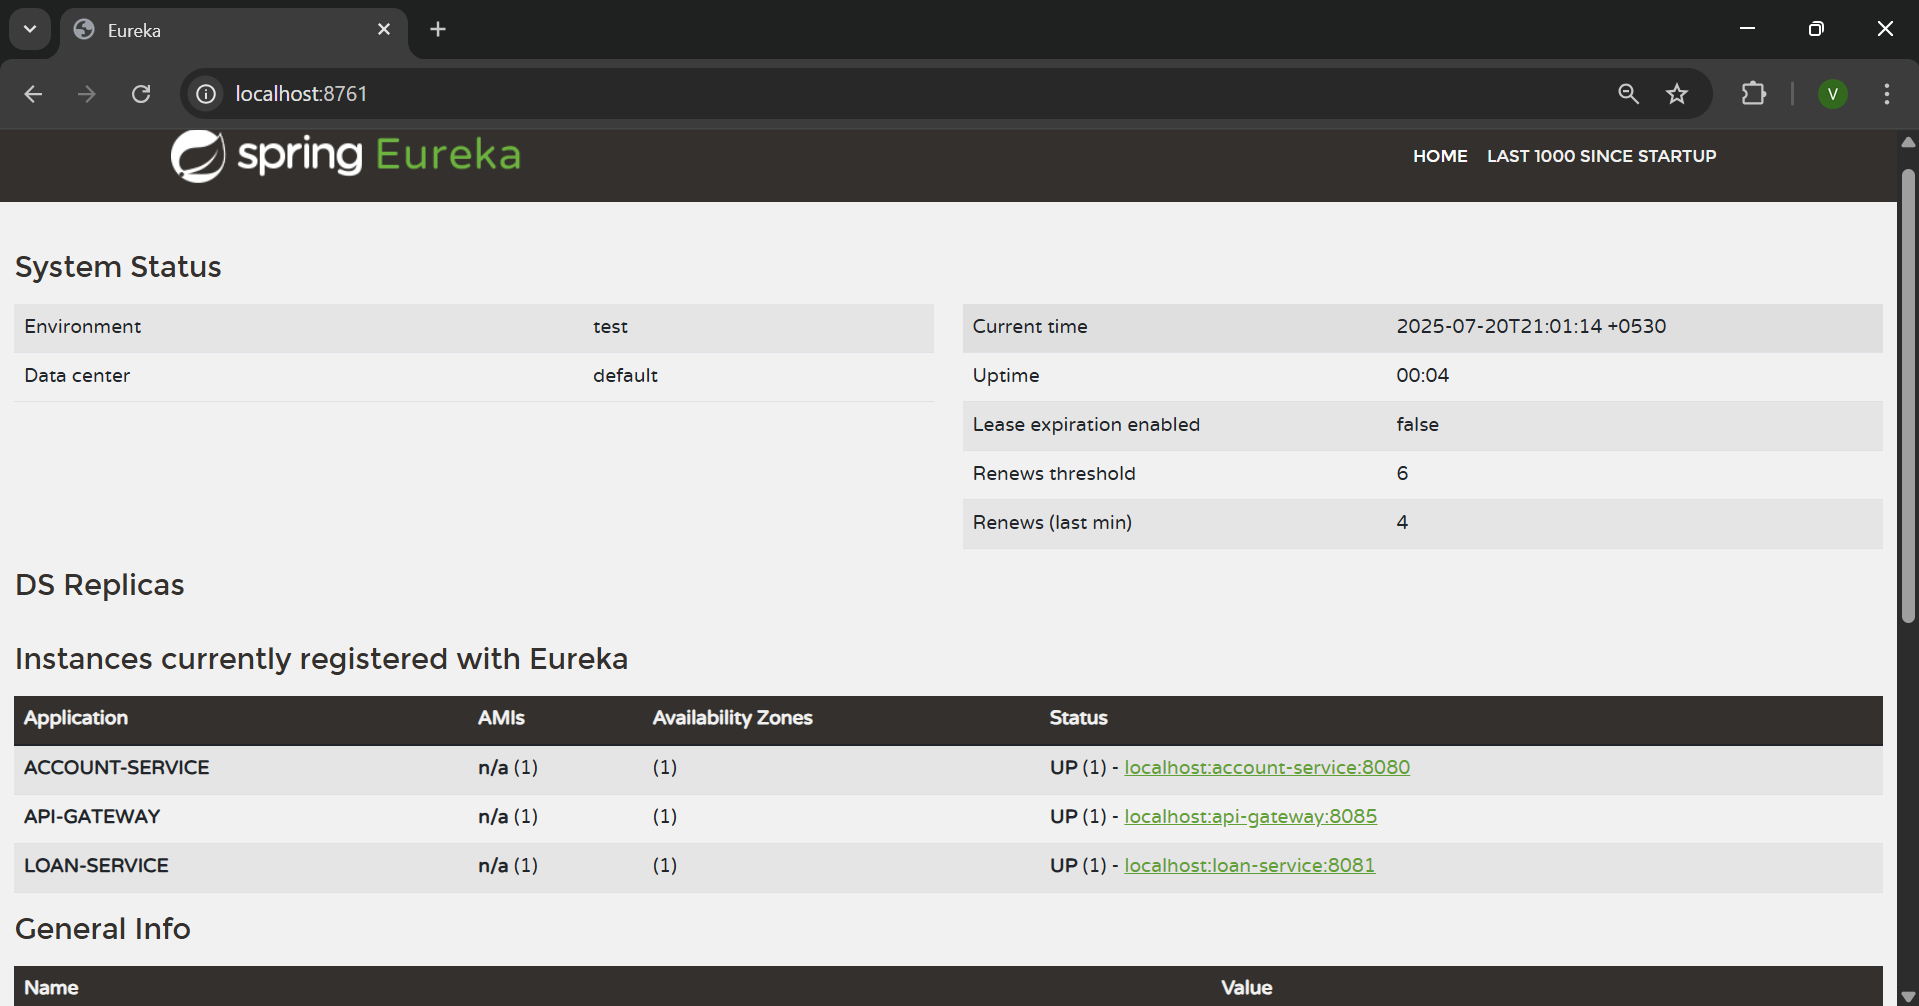 Eureka
localhost:8761
V
spring Eureka
HOME LAST 1000 SINCE STARTUP
System Status
Environment test
Data center default
Current time 2025-07-20T21:01:14 +0530
Uptime 00:04
Lease expiration enabled false
Renews threshold 6
Renews (last min) 4
DS Replicas
Instances currently registered with Eureka
Application AMIs Availability Zones Status
ACCOUNT-SERVICE n/a (1) (1) UP (1) - localhost:account-service:8080
API-GATEWAY n/a (1) (1) UP (1) - localhost:api-gateway:8085
LOAN-SERVICE n/a (1) (1) UP (1) - localhost:loan-service:8081
General Info
Name Value